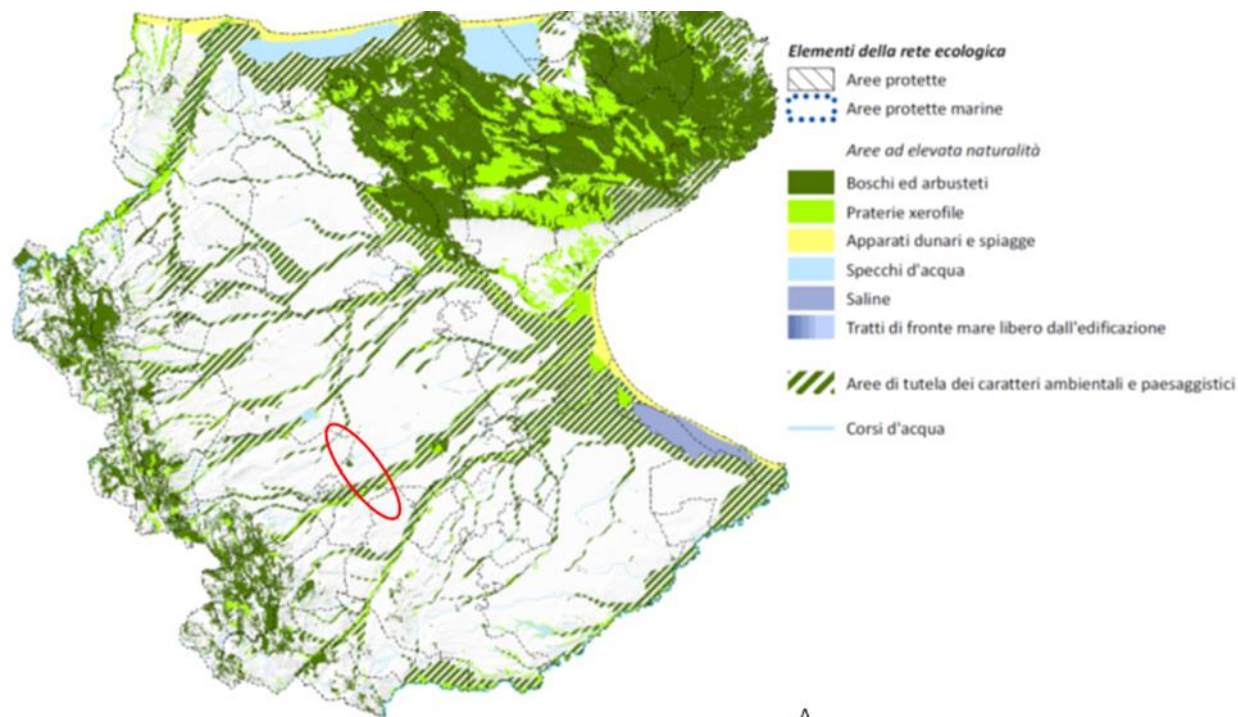 Elementi della rete ecologica
Aree protette
Aree protette marine
Aree ad elevata naturalità
Boschi ed arbusteti
Praterie xerofile
Apparati dunari e spiagge
Specchi d'acqua
Saline
Tratti di fronte mare libero dall'edificazione
Aree di tutela dei caratteri ambientali e paesaggistici
Corsi d'acqua